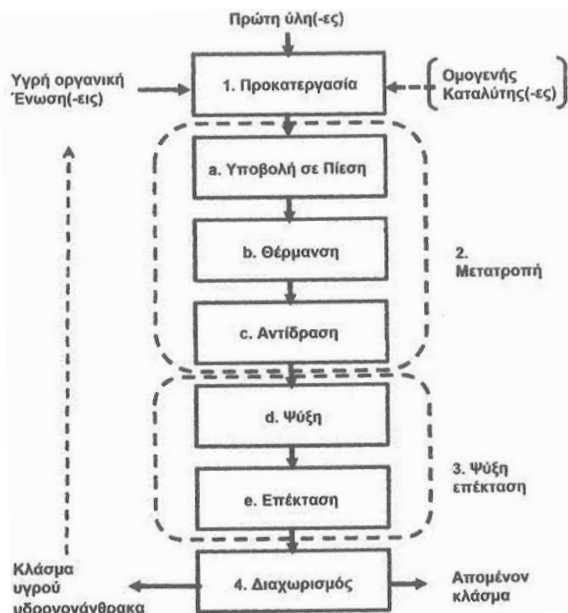 Πρώτη ύλη(-ες)
Υγρή οργανική
Ένωση(-εις)
1. Προκατεργασία
Ομογενής
Καταλύτης(-ες)
a. Υποβολή σε Πίεση
b. Θέρμανση
2.
Μετατροπή
c. Αντίδραση
d. Ψύξη
3. Ψύξη
επέκταση
e. Επέκταση
Κλάσμα
υγρού
υδρογονάνθρακα
4. Διαχωρισμός
Απομένον
κλάσμα